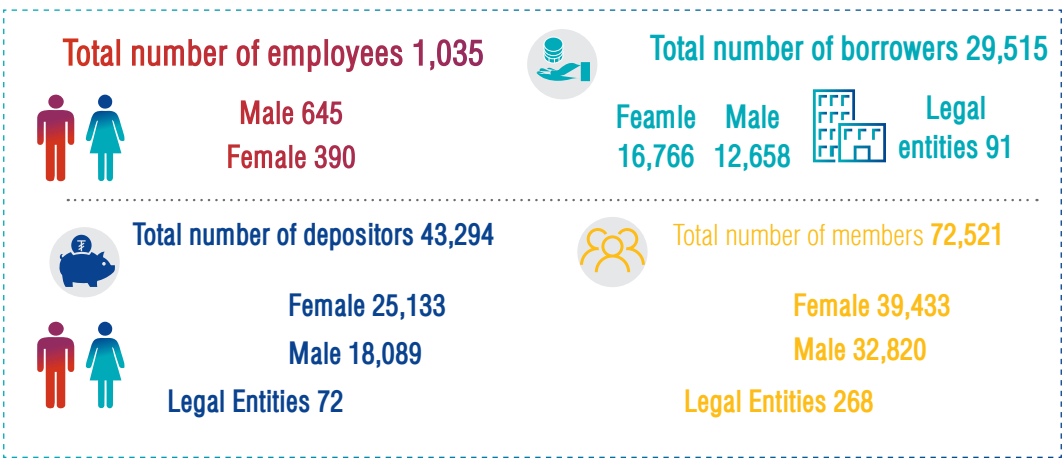 Total number of employees 1,035
Male 645
Female 390
Total number of borrowers 29,515
Feamle
16,766
Male
12,658
Legal
entities 91
₮
Total number of depositors 43,294
Female 25,133
Male 18,089
Legal Entities 72
Total number of members 72,521
Female 39,433
Male 32,820
Legal Entities 268